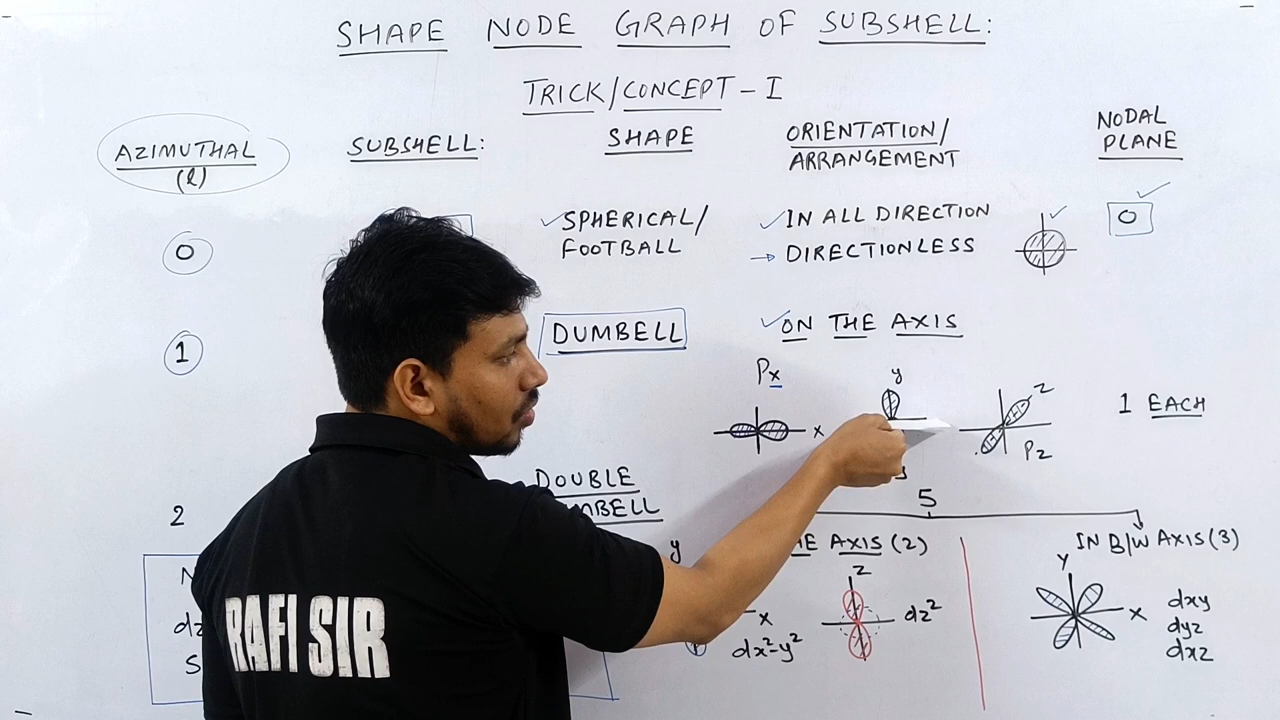 SHAPE NODE GRAPH OF SUBSHELL:
TRICK/CONCEPT - I
AZIMUTHAL (l)
SUBSHELL:
SHAPE
ORIENTATION/
ARRANGEMENT
NODAL
PLANE
0
SPHERICAL/
FOOTBALL
IN ALL DIRECTION
→ DIRECTIONLESS
0
1
DUMBELL
ON THE AXIS
Px
x
y
z
Pz
1 EACH
2
DOUBLE
5
AXIS (2)
IN B/W AXIS (3)
y
x
dx²-y²
z
dz²
y
x
dxy
dyz
dxz
RAFI SIR